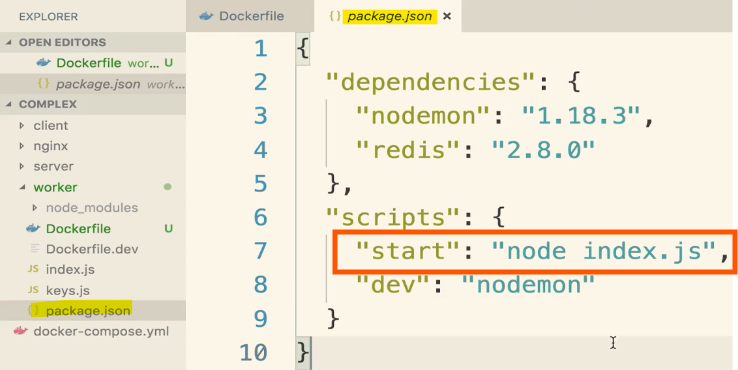 EXPLORER
OPEN EDITORS
Dockerfile wor... U
{} package.json work...
COMPLEX
client
nginx
server
worker
node_modules
Dockerfile U
Dockerfile.dev
JS index.js
JS keys.js
{} package.json
docker-compose.yml
Dockerfile
{} package.json ×
1 {
2 "dependencies": {
3 "nodemon": "1.18.3",
4 "redis": "2.8.0"
5 },
6 "scripts": {
7 "start": "node index.js",
8 "dev": "nodemon"
9 }
10 }